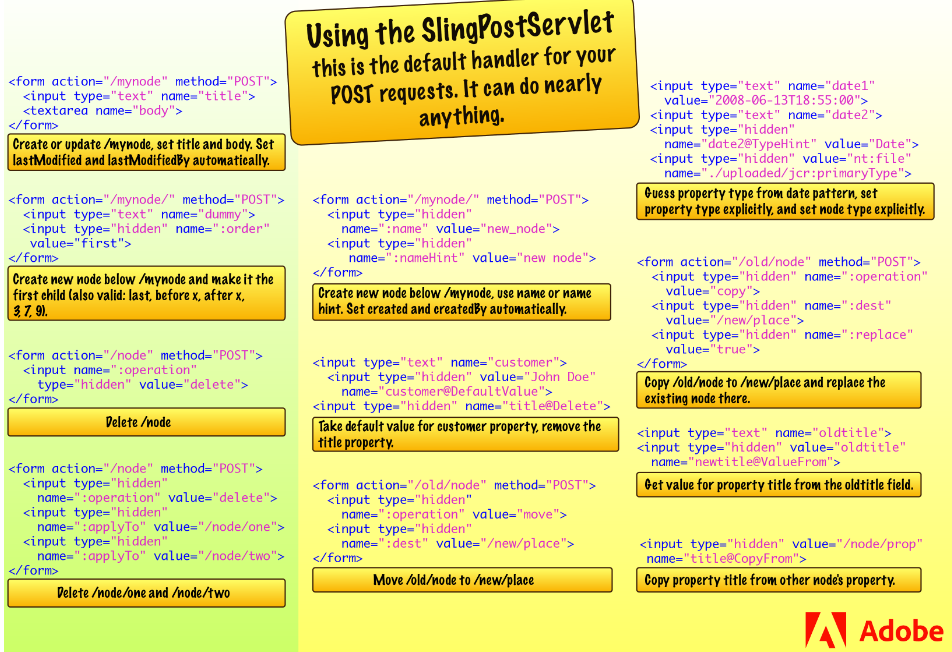 Using the SlingPostServlet
this is the default handler for your
POST requests. It can do nearly
anything.
<form action="/mynode" method="POST">
<input type="text" name="title">
<textarea name="body">
</form>
Create or update /mynode, set title and body. Set
lastModified and lastModifiedBy automatically.
<form action="/mynode/" method="POST">
<input type="text" name="dummy">
<input type="hidden" name=":order"
value="first">
</form>
Create new node below /mynode and make it the
first child (also valid: last, before x, after x,
3, 7, 9).
<form action="/node" method="POST">
<input name=":operation"
type="hidden" value="delete">
</form>
Delete /node
<form action="/node" method="POST">
<input type="hidden"
name=":operation" value="delete">
<input type="hidden"
name=":applyTo" value="/node/one">
<input type="hidden"
name=":applyTo" value="/node/two">
</form>
Delete /node/one and /node/two
<form action="/mynode/" method="POST">
<input type="hidden"
name=":name" value="new_node">
<input type="hidden"
name=":nameHint" value="new node">
</form>
Create new node below /mynode, use name or name
hint. Set created and createdBy automatically.
<input type="text" name="customer">
<input type="hidden" value="John Doe"
name="customer@DefaultValue">
<input type="hidden" name="title@Delete">
Take default value for customer property, remove the
title property.
<form action="/old/node" method="POST">
<input type="hidden"
name=":operation" value="move">
<input type="hidden"
name=":dest" value="/new/place">
</form>
Move /old/node to /new/place
<input type="text" name="date1"
value="2008-06-13T18:55:00">
<input type="text" name="date2">
<input type="hidden"
name="date2@TypeHint" value="Date">
<input type="hidden" value="nt:file"
name="./uploaded/jcr:primaryType">
Guess property type from date pattern, set
property type explicitly, and set node type explicitly.
<form action="/old/node" method="POST">
<input type="hidden" name=":operation"
value="copy">
<input type="hidden" name=":dest"
value="/new/place">
<input type="hidden" name=":replace"
value="true">
</form>
Copy /old/node to /new/place and replace the
existing node there.
<input type="text" name="oldtitle">
<input type="hidden" value="oldtitle"
name="newtitle@ValueFrom">
Get value for property title from the oldtitle field.
<input type="hidden" value="/node/prop"
name="title@CopyFrom">
Copy property title from other node's property.
Adobe